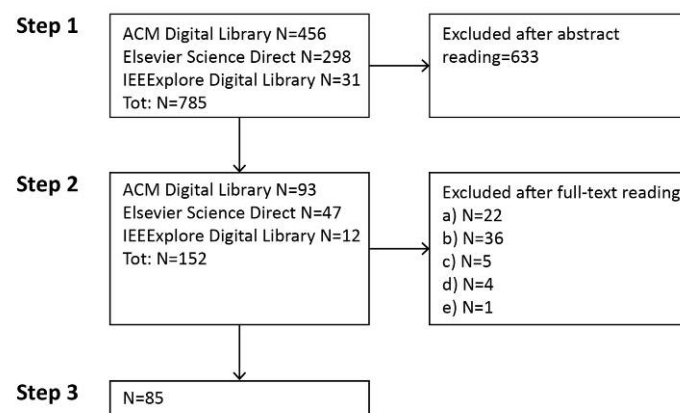 Step 1
ACM Digital Library N=456
Elsevier Science Direct N=298
IEEExplore Digital Library N=31
Tot: N=785
Excluded after abstract
reading=633
Step 2
ACM Digital Library N=93
Elsevier Science Direct N=47
IEEExplore Digital Library N=12
Tot: N=152
Excluded after full-text reading
a) N=22
b) N=36
c) N=5
d) N=4
e) N=1
Step 3
N=85